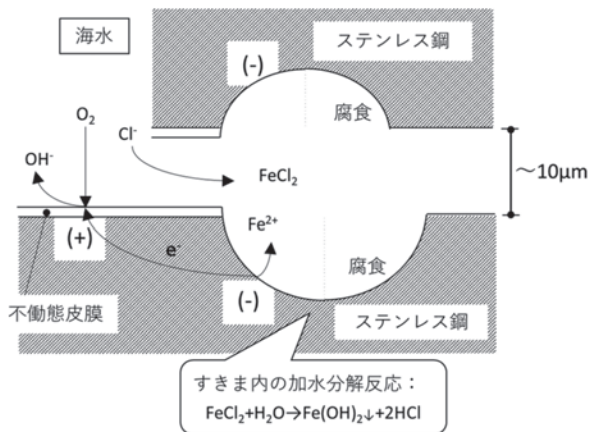 海水
ステンレス鋼
(-)
腐食
O₂
Cl⁻
OH⁻
FeCl₂
～10μm
Fe²⁺
(+)
e⁻
腐食
(-)
不働態皮膜
ステンレス鋼
すきま内の加水分解反応：
FeCl₂+H₂O→Fe(OH)₂↓+2HCl